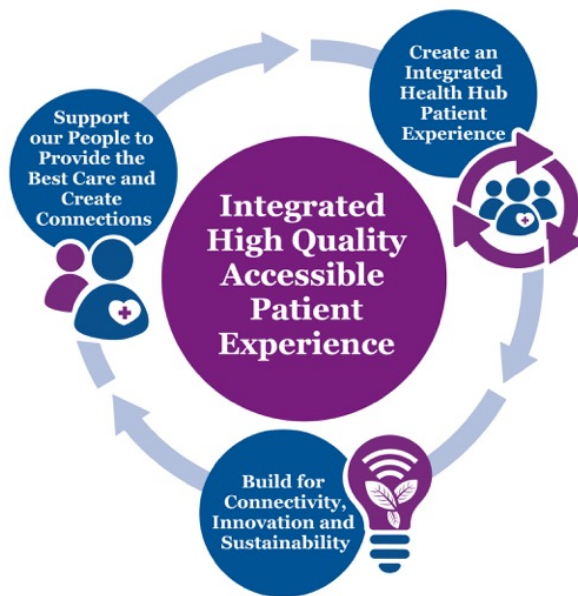 Create an
Integrated
Health Hub
Patient
Experience
Support
our People to
Provide the
Best Care and
Create
Connections
Integrated
High Quality
Accessible
Patient
Experience
Build for
Connectivity,
Innovation and
Sustainability